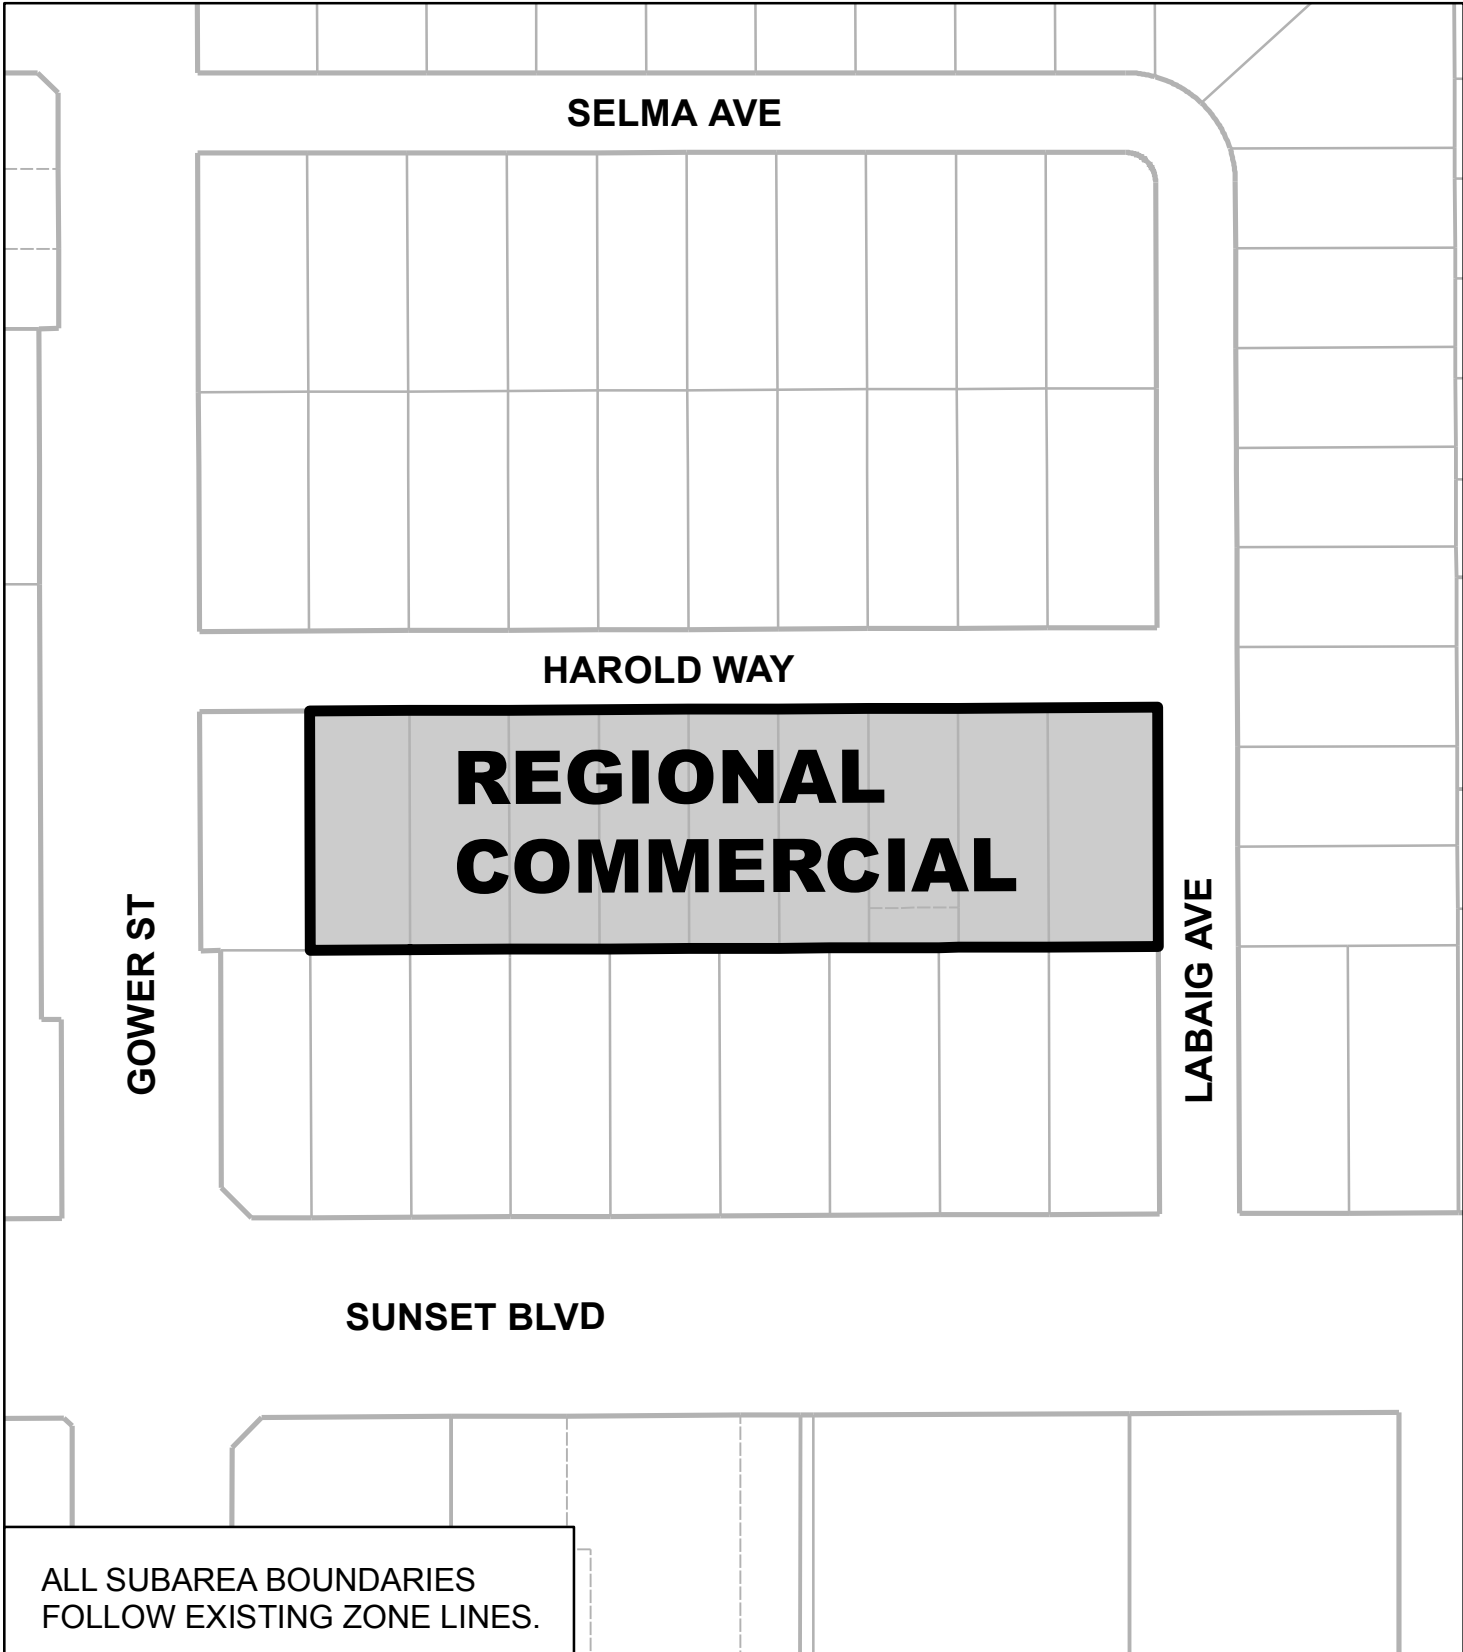 SELMA AVE
HAROLD WAY
REGIONAL
COMMERCIAL
GOWER ST
LABAIG AVE
SUNSET BLVD
ALL SUBAREA BOUNDARIES
FOLLOW EXISTING ZONE LINES.